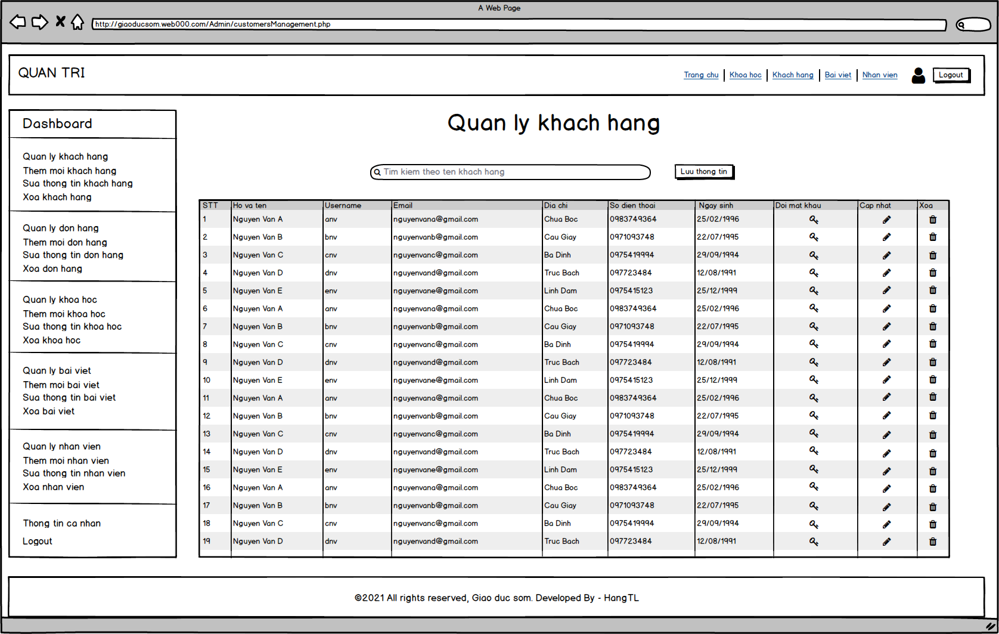 A Web Page
http://giaoducsom.web000.com/Admin/customersManagement.php
QUAN TRI
Trang chu | Khoa hoc | Khach hang | Bai viet | Nhan vien
Logout
Dashboard
Quan ly khach hang
Them moi khach hang
Sua thong tin khach hang
Xoa khach hang
Quan ly don hang
Them moi don hang
Sua thong tin don hang
Xoa don hang
Quan ly khoa hoc
Them moi khoa hoc
Sua thong tin khoa hoc
Xoa khoa hoc
Quan ly bai viet
Them moi bai viet
Sua thong tin bai viet
Xoa bai viet
Quan ly nhan vien
Them moi nhan vien
Sua thong tin nhan vien
Xoa nhan vien
Thong tin ca nhan
Logout
Quan ly khach hang
Tim kiem theo ten khach hang
Luu thong tin
STT Ho va ten Username Email Dia chi So dien thoai Ngay sinh Doi mat khau Cap nhat Xoa
1 Nguyen Van A anv nguyenvana@gmail.com Chua Boc 0983749364 25/02/1996
2 Nguyen Van B bnv nguyenvanb@gmail.com Cau Giay 0971093748 22/07/1995
3 Nguyen Van C cnv nguyenvanc@gmail.com Ba Dinh 0975419994 29/09/1994
4 Nguyen Van D dnv nguyenvand@gmail.com Truc Bach 097723484 12/08/1991
5 Nguyen Van E env nguyenvane@gmail.com Linh Dam 0975415123 25/12/1999
6 Nguyen Van A anv nguyenvana@gmail.com Chua Boc 0983749364 25/02/1996
7 Nguyen Van B bnv nguyenvanb@gmail.com Cau Giay 0971093748 22/07/1995
8 Nguyen Van C cnv nguyenvanc@gmail.com Ba Dinh 0975419994 29/09/1994
9 Nguyen Van D dnv nguyenvand@gmail.com Truc Bach 097723484 12/08/1991
10 Nguyen Van E env nguyenvane@gmail.com Linh Dam 0975415123 25/12/1999
11 Nguyen Van A anv nguyenvana@gmail.com Chua Boc 0983749364 25/02/1996
12 Nguyen Van B bnv nguyenvanb@gmail.com Cau Giay 0971093748 22/07/1995
13 Nguyen Van C cnv nguyenvanc@gmail.com Ba Dinh 0975419994 29/09/1994
14 Nguyen Van D dnv nguyenvand@gmail.com Truc Bach 097723484 12/08/1991
15 Nguyen Van E env nguyenvane@gmail.com Linh Dam 0975415123 25/12/1999
16 Nguyen Van A anv nguyenvana@gmail.com Chua Boc 0983749364 25/02/1996
17 Nguyen Van B bnv nguyenvanb@gmail.com Cau Giay 0971093748 22/07/1995
18 Nguyen Van C cnv nguyenvanc@gmail.com Ba Dinh 0975419994 29/09/1994
19 Nguyen Van D dnv nguyenvand@gmail.com Truc Bach 097723484 12/08/1991
©2021 All rights reserved, Giao duc som. Developed By - HangTL